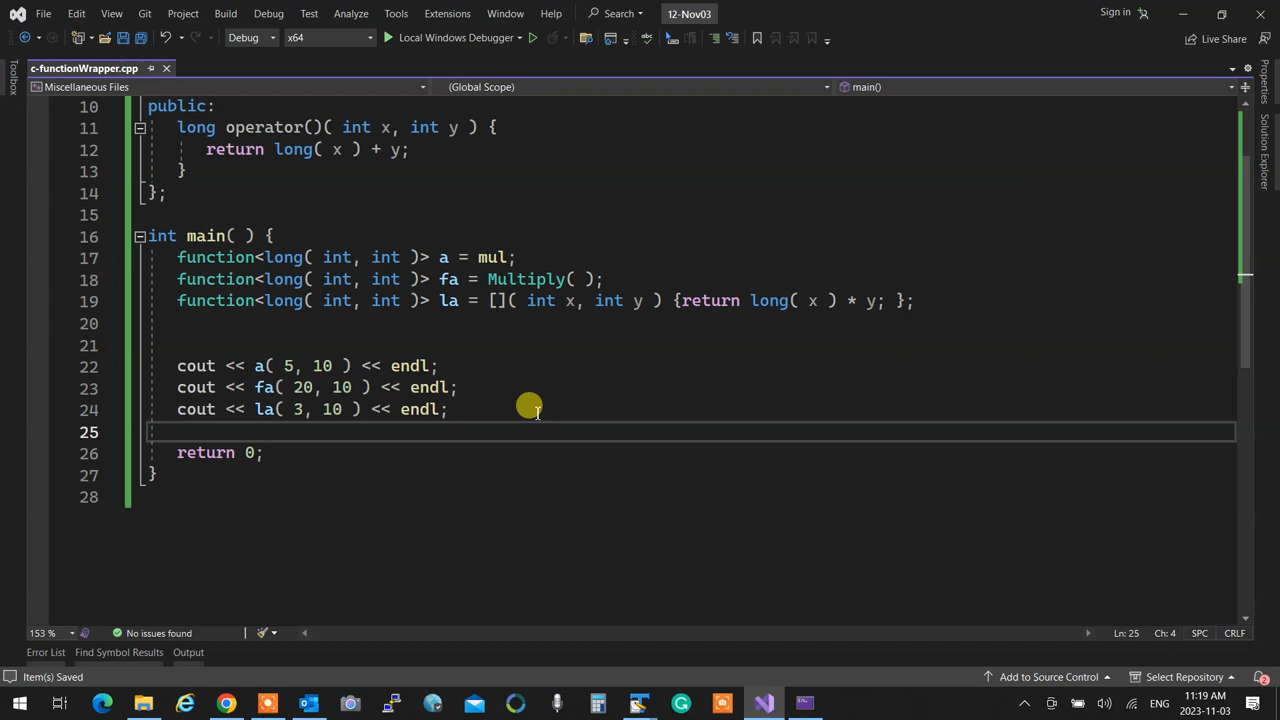 File Edit View Git Project Build Debug Test Analyze Tools Extensions Window Help Search 12-Nov03 Sign in
Debug x64 Local Windows Debugger Live Share
c-functionWrapper.cpp
Miscellaneous Files (Global Scope) main()
Toolbox
Properties
Solution Explorer
10 public:
11 long operator()( int x, int y ) {
12 return long( x ) + y;
13 }
14 };
15
16 int main( ) {
17 function<long( int, int )> a = mul;
18 function<long( int, int )> fa = Multiply( );
19 function<long( int, int )> la = []( int x, int y ) {return long( x ) * y; };
20
21
22 cout << a( 5, 10 ) << endl;
23 cout << fa( 20, 10 ) << endl;
24 cout << la( 3, 10 ) << endl;
25
26 return 0;
27 }
28
153 % No issues found Ln: 25 Ch: 4 SPC CRLF
Error List Find Symbol Results Output
Item(s) Saved Add to Source Control Select Repository 2
ENG 11:19 AM
2023-11-03